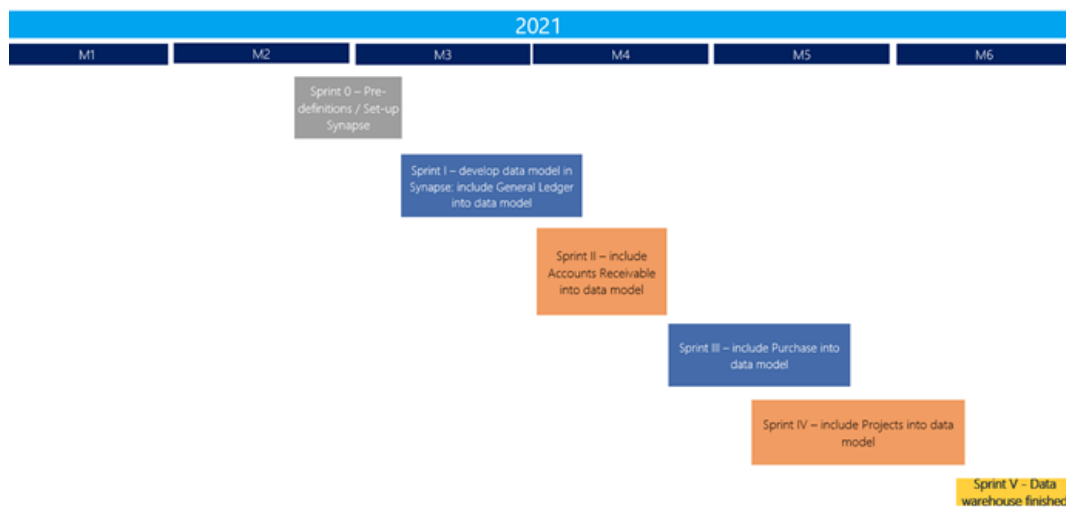 2021
M1 M2 M3 M4 M5 M6
Sprint 0 – Pre-
definitions / Set-up
Synapse
Sprint I – develop data model in
Synapse; include General Ledger
into data model
Sprint II – include
Accounts Receivable
into data model
Sprint III – include Purchase into
data model
Sprint IV – include Projects into data
model
Sprint V - Data
warehouse finished